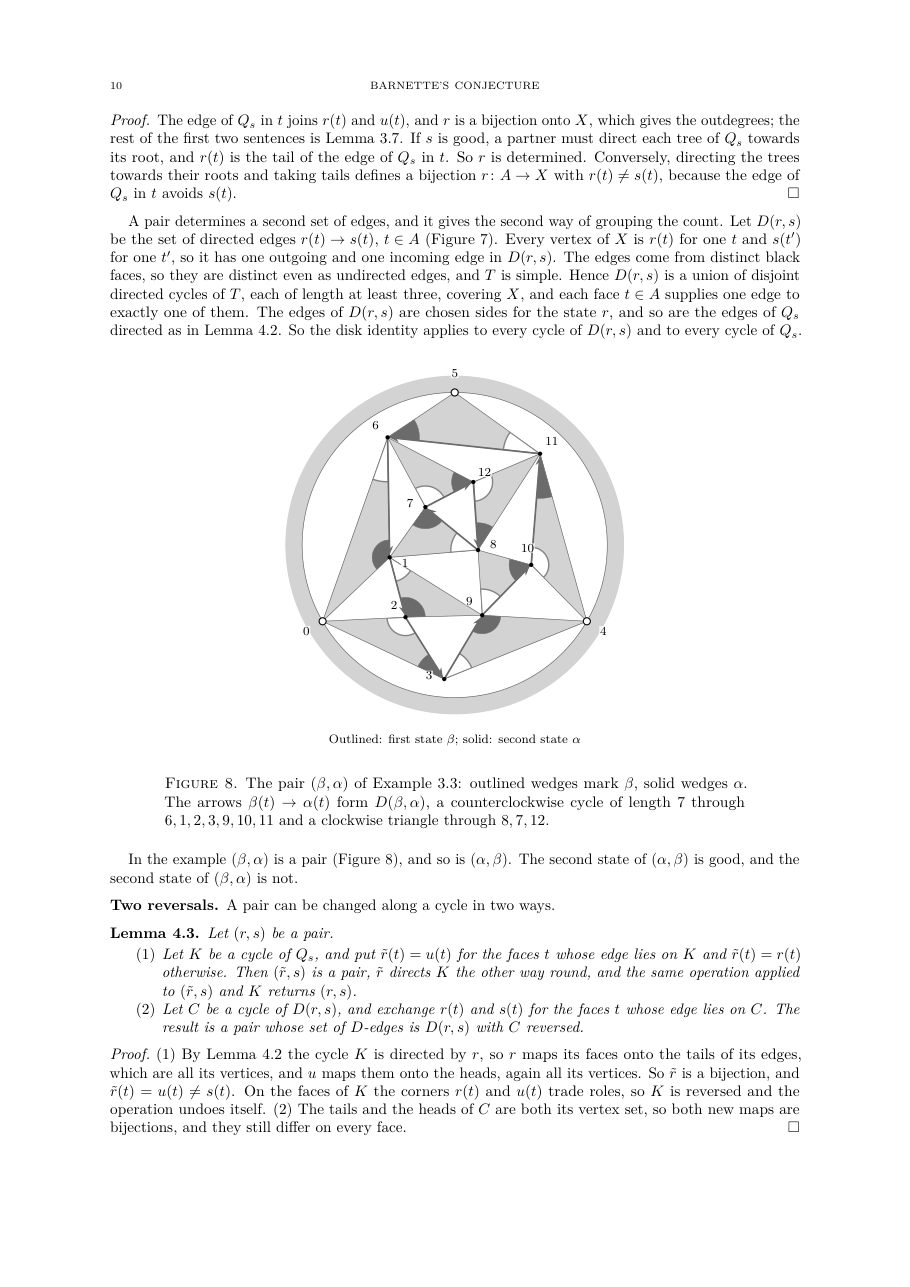 10
BARNETTE'S CONJECTURE
Proof. The edge of Qₛ in t joins r(t) and u(t), and r is a bijection onto X, which gives the outdegrees; the
rest of the first two sentences is Lemma 3.7. If s is good, a partner must direct each tree of Qₛ towards
its root, and r(t) is the tail of the edge of Qₛ in t. So r is determined. Conversely, directing the trees
towards their roots and taking tails defines a bijection r: A → X with r(t) ≠ s(t), because the edge of
Qₛ in t avoids s(t). □
A pair determines a second set of edges, and it gives the second way of grouping the count. Let D(r, s)
be the set of directed edges r(t) → s(t), t ∈ A (Figure 7). Every vertex of X is r(t) for one t and s(t′)
for one t′, so it has one outgoing and one incoming edge in D(r, s). The edges come from distinct black
faces, so they are distinct even as undirected edges, and T is simple. Hence D(r, s) is a union of disjoint
directed cycles of T, each of length at least three, covering X, and each face t ∈ A supplies one edge to
exactly one of them. The edges of D(r, s) are chosen sides for the state r, and so are the edges of Qₛ
directed as in Lemma 4.2. So the disk identity applies to every cycle of D(r, s) and to every cycle of Qₛ.
5
6
11
12
7
8
10
1
2
9
0
4
3
Outlined: first state β; solid: second state α
Figure 8. The pair (β, α) of Example 3.3: outlined wedges mark β, solid wedges α.
The arrows β(t) → α(t) form D(β, α), a counterclockwise cycle of length 7 through
6, 1, 2, 3, 9, 10, 11 and a clockwise triangle through 8, 7, 12.
In the example (β, α) is a pair (Figure 8), and so is (α, β). The second state of (α, β) is good, and the
second state of (β, α) is not.
Two reversals. A pair can be changed along a cycle in two ways.
Lemma 4.3. Let (r, s) be a pair.
(1) Let K be a cycle of Qₛ, and put r̃(t) = u(t) for the faces t whose edge lies on K and r̃(t) = r(t)
otherwise. Then (r̃, s) is a pair, r̃ directs K the other way round, and the same operation applied
to (r̃, s) and K returns (r, s).
(2) Let C be a cycle of D(r, s), and exchange r(t) and s(t) for the faces t whose edge lies on C. The
result is a pair whose set of D-edges is D(r, s) with C reversed.
Proof. (1) By Lemma 4.2 the cycle K is directed by r, so r maps its faces onto the tails of its edges,
which are all its vertices, and u maps them onto the heads, again all its vertices. So r̃ is a bijection, and
r̃(t) = u(t) ≠ s(t). On the faces of K the corners r(t) and u(t) trade roles, so K is reversed and the
operation undoes itself. (2) The tails and the heads of C are both its vertex set, so both new maps are
bijections, and they still differ on every face. □